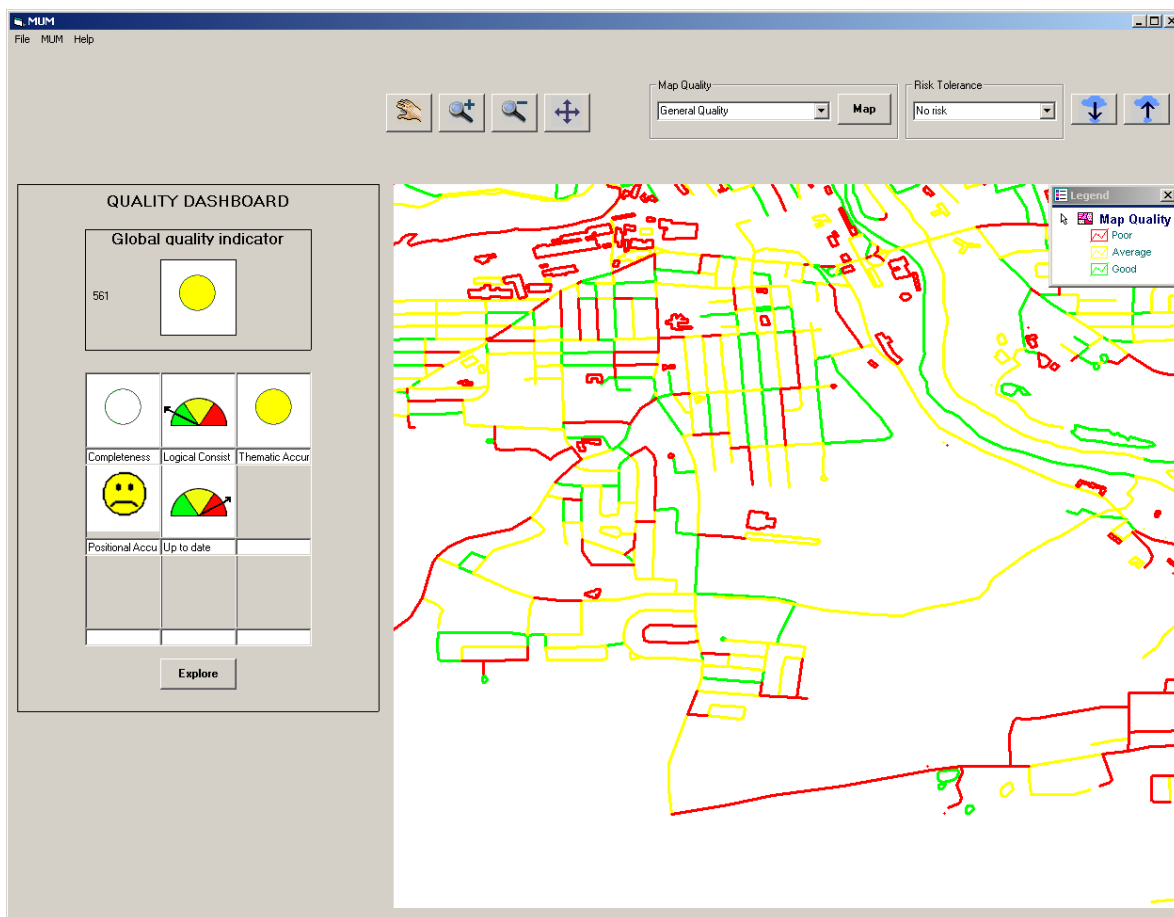 MUM
File MUM Help
Map Quality
General Quality
Map
Risk Tolerance
No risk
QUALITY DASHBOARD
Global quality indicator
561
Completeness Logical Consist Thematic Accur
Positional Accu Up to date
Explore
Legend
Map Quality
Poor
Average
Good